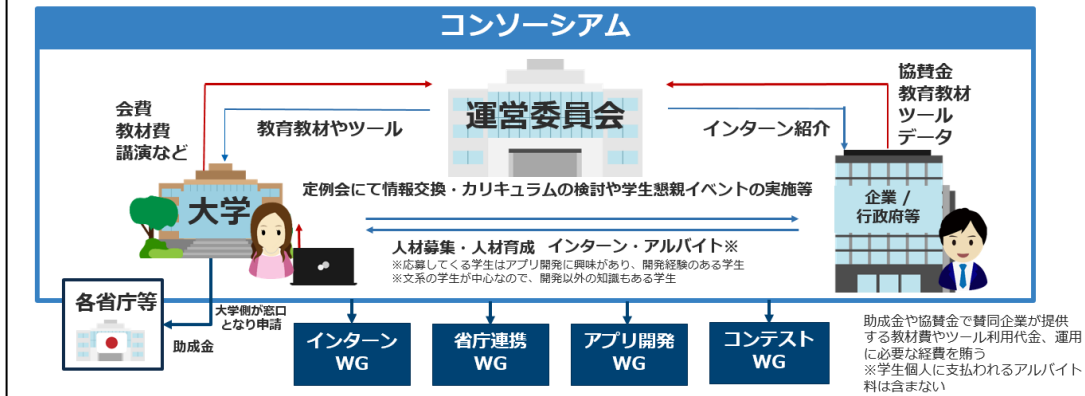 コンソーシアム
協賛金
教育教材
ツール
データ
会費
教材費
講演など
教育教材やツール
運営委員会
インターン紹介
定例会にて情報交換・カリキュラムの検討や学生懇親イベントの実施等
大学
企業 /
行政府等
人材募集・人材育成 インターン・アルバイト※
※応募してくる学生はアプリ開発に興味があり、開発経験のある学生
※文系の学生が中心なので、開発以外の知識もある学生
各省庁等
大学側が窓口
となり申請
助成金
インターン
WG
省庁連携
WG
アプリ開発
WG
コンテスト
WG
助成金や協賛金で賛同企業が提供
する教材費やツール利用代金、運用
に必要な経費を賄う
※学生個人に支払われるアルバイト
料は含まない